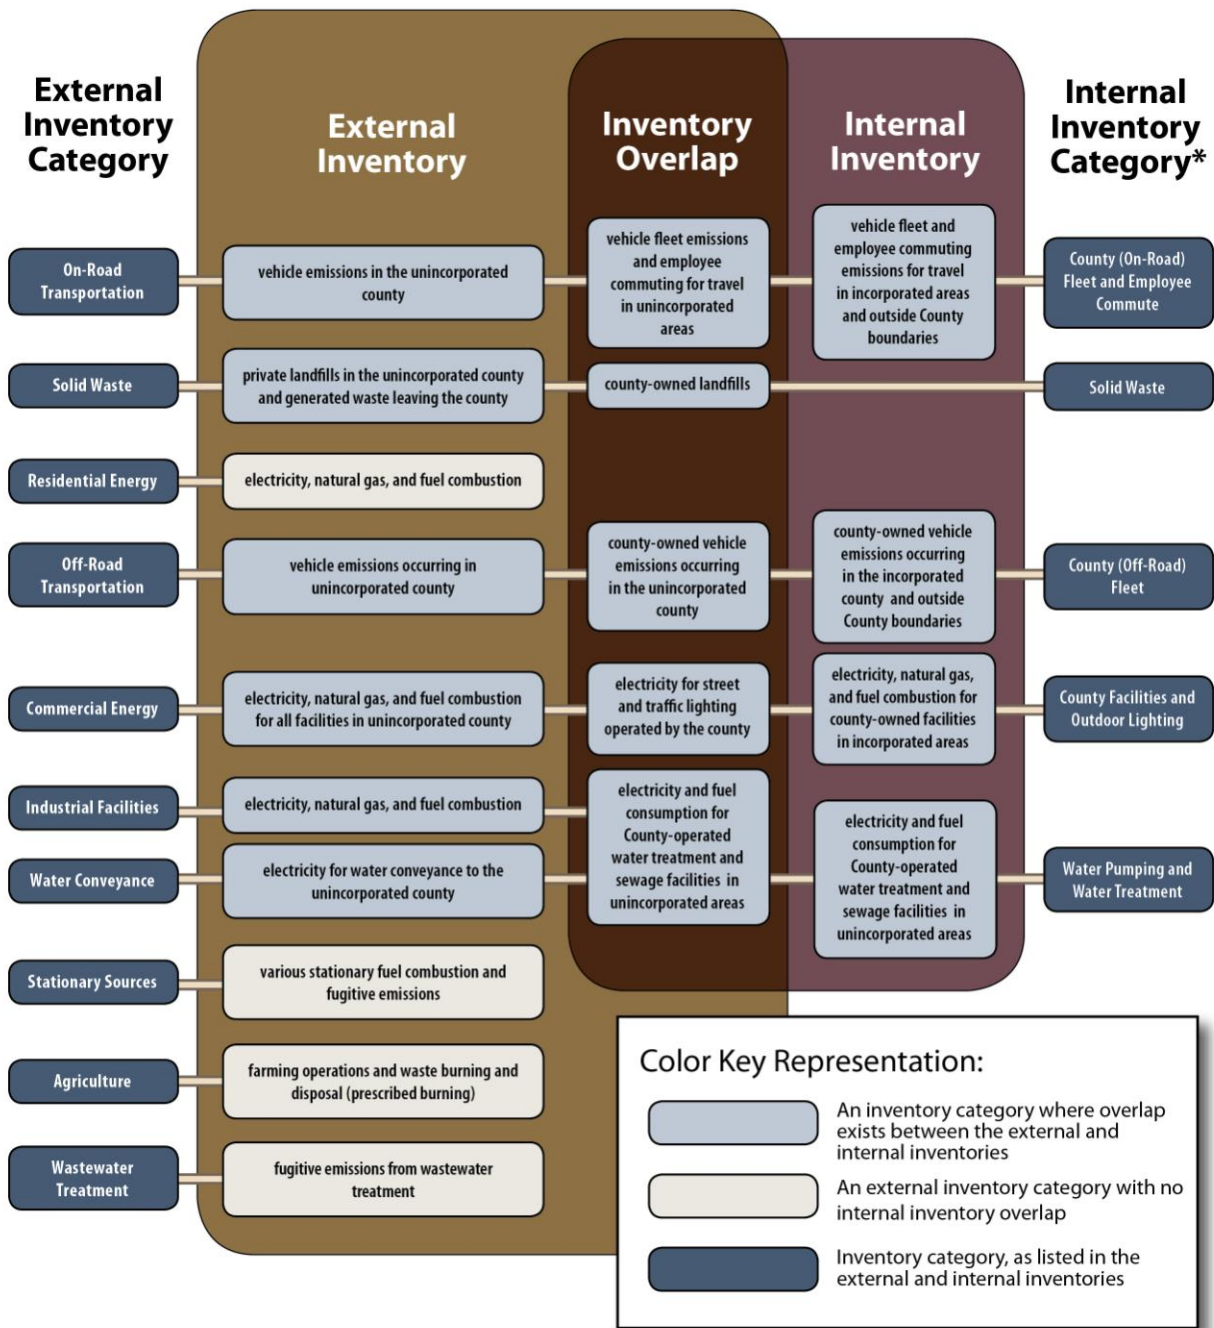 External
Inventory
Category
External
Inventory
Inventory
Overlap
Internal
Inventory
Internal
Inventory
Category*
On-Road
Transportation
vehicle emissions in the unincorporated
county
vehicle fleet emissions
and employee
commuting for travel
in unincorporated
areas
vehicle fleet and
employee commuting
emissions for travel
in incorporated areas
and outside County
boundaries
County (On-Road)
Fleet and Employee
Commute
Solid Waste
private landfills in the unincorporated county
and generated waste leaving the county
county-owned landfills
Solid Waste
Residential Energy
electricity, natural gas, and fuel combustion
Off-Road
Transportation
vehicle emissions occurring in
unincorporated county
county-owned vehicle
emissions occurring
in the unincorporated
county
county-owned vehicle
emissions occurring
in the incorporated
county and outside
County boundaries
County (Off-Road)
Fleet
Commercial Energy
electricity, natural gas, and fuel combustion
for all facilities in unincorporated county
electricity for street
and traffic lighting
operated by the county
electricity, natural gas,
and fuel combustion for
county-owned facilities
in incorporated areas
County Facilities and
Outdoor Lighting
Industrial Facilities
electricity, natural gas, and fuel combustion
electricity and fuel
consumption for
County-operated
water treatment and
sewage facilities in
unincorporated areas
electricity and fuel
consumption for
County-operated
water treatment and
sewage facilities in
unincorporated areas
Water Conveyance
electricity for water conveyance to the
unincorporated county
Water Pumping and
Water Treatment
Stationary Sources
various stationary fuel combustion and
fugitive emissions
Agriculture
farming operations and waste burning and
disposal (prescribed burning)
Wastewater
Treatment
fugitive emissions from wastewater
treatment
Color Key Representation:
An inventory category where overlap
exists between the external and
internal inventories
An external inventory category with no
internal inventory overlap
Inventory category, as listed in the
external and internal inventories